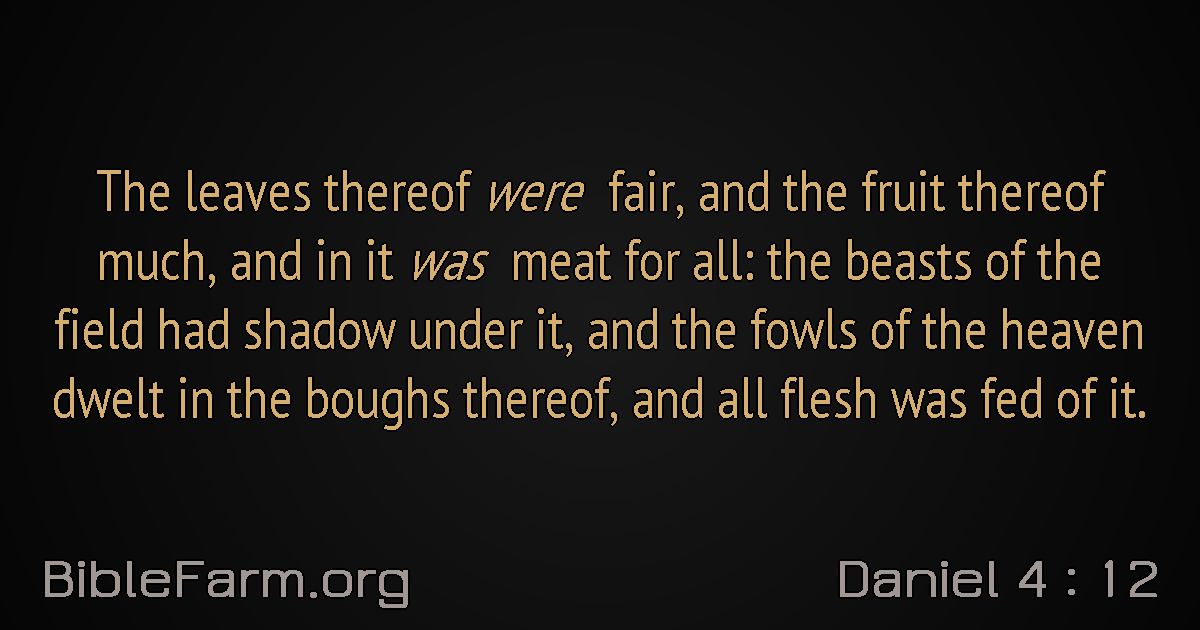 The leaves thereof were fair, and the fruit thereof
much, and in it was meat for all: the beasts of the
field had shadow under it, and the fowls of the heaven
dwelt in the boughs thereof, and all flesh was fed of it.
BibleFarm.org
Daniel 4 : 12